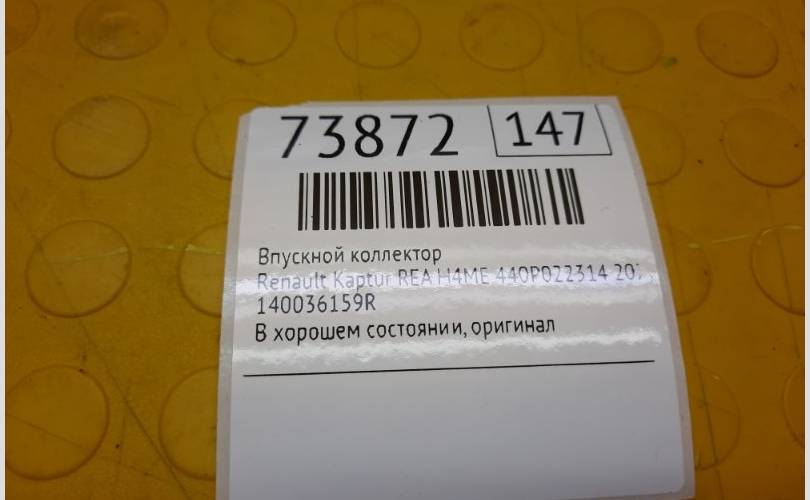 73872 147
Впускной коллектор
Renault Kaptur REA H4ME 440P022314
140036159R
В хорошем состоянии, оригинал